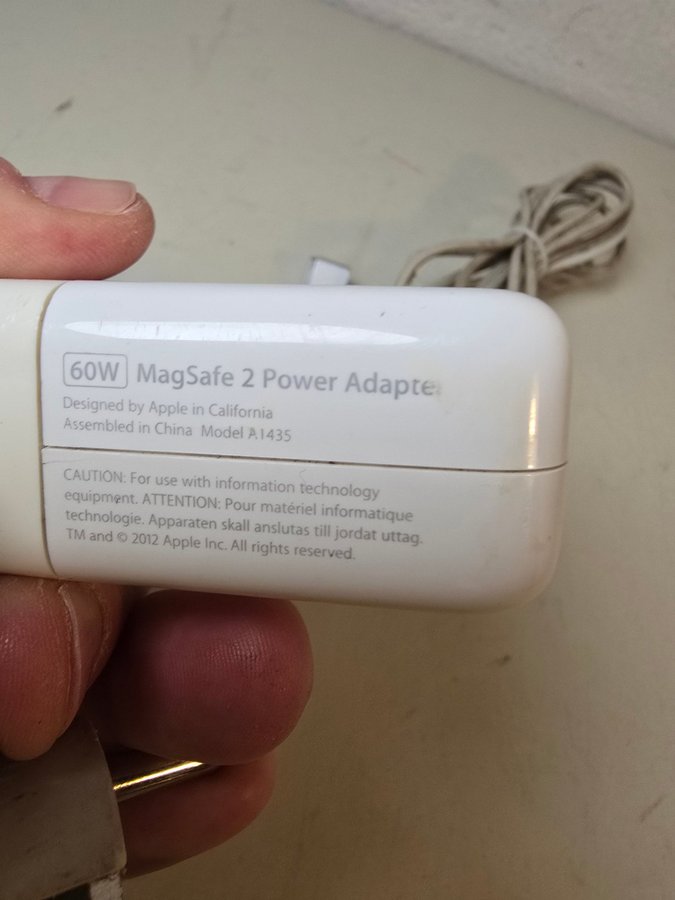 60W MagSafe 2 Power Adapter
Designed by Apple in California
Assembled in China Model A1435
CAUTION: For use with information technology
equipment. ATTENTION: Pour matériel informatique
technologie. Apparaten skall anslutas till jordat uttag.
TM and © 2012 Apple Inc. All rights reserved.